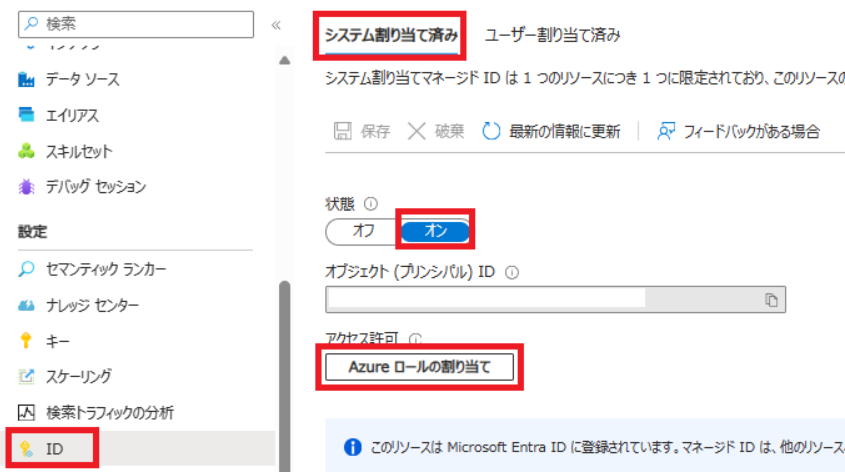 検索
«
データ ソース
エイリアス
スキルセット
デバッグ セッション
設定
セマンティック ランカー
ナレッジ センター
キー
スケーリング
検索トラフィックの分析
ID
システム割り当て済み
ユーザー割り当て済み
システム割り当てマネージド ID は 1 つのリソースにつき 1 つに限定されており、このリソースの
保存
破棄
最新の情報に更新
フィードバックがある場合
状態
オフ
オン
オブジェクト (プリンシパル) ID
アクセス許可
Azure ロールの割り当て
このリソースは Microsoft Entra ID に登録されています。マネージド ID は、他のリソース